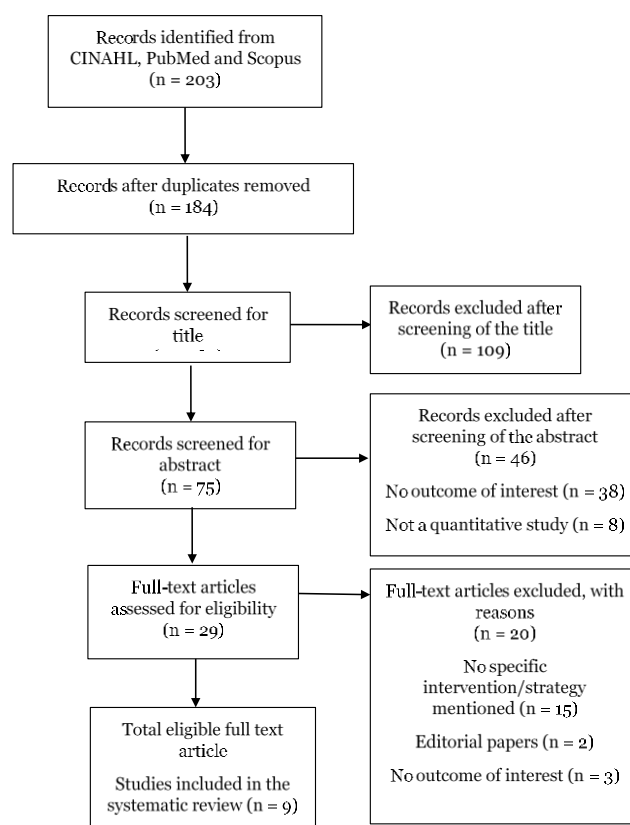 Records identified from
CINAHL, PubMed and Scopus
(n = 203)
Records after duplicates removed
(n = 184)
Records screened for
title
Records excluded after
screening of the title
(n = 109)
Records screened for
abstract
(n = 75)
Records excluded after
screening of the abstract
(n = 46)
No outcome of interest (n = 38)
Not a quantitative study (n = 8)
Full-text articles
assessed for eligibility
(n = 29)
Full-text articles excluded, with
reasons
(n = 20)
No specific
intervention/strategy
mentioned (n = 15)
Editorial papers (n = 2)
No outcome of interest (n = 3)
Total eligible full text
article
Studies included in the
systematic review (n = 9)